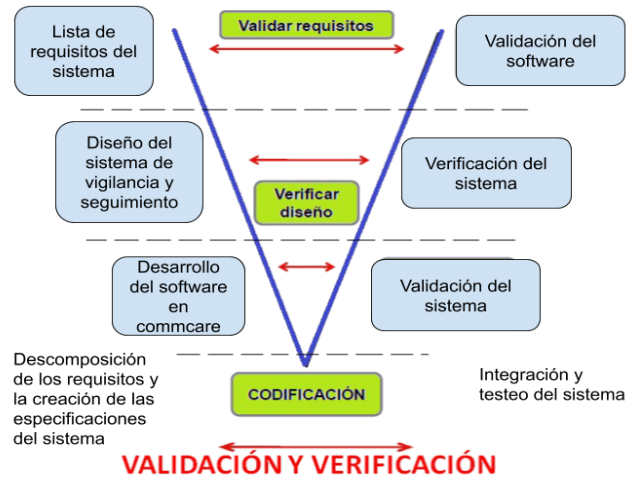 Lista de
requisitos del
sistema
Validar requisitos
Validación del
software
Diseño del
sistema de
vigilancia y
seguimiento
Verificar
diseño
Verificación del
sistema
Desarrollo
del software
en
commcare
Validación del
sistema
Descomposición
de los requisitos y
la creación de las
especificaciones
del sistema
CODIFICACIÓN
Integración y
testeo del sistema
VALIDACIÓN Y VERIFICACIÓN